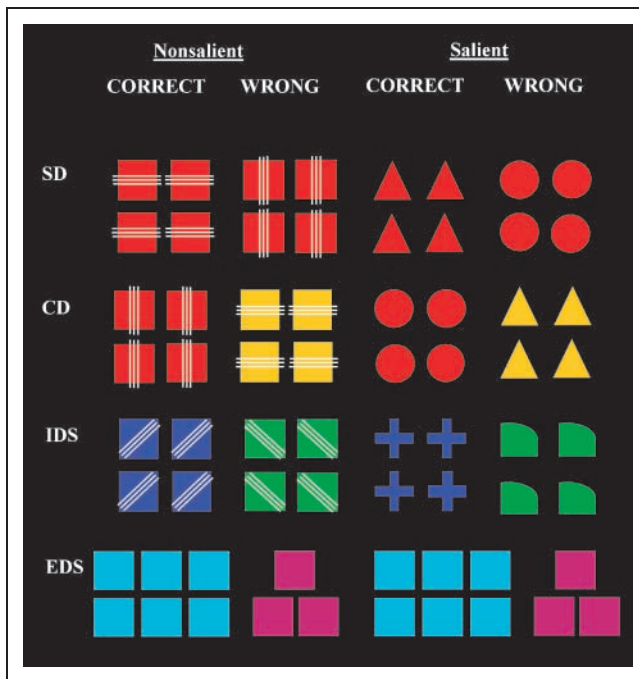 Nonsalient Salient
CORRECT WRONG CORRECT WRONG
SD
CD
IDS
EDS